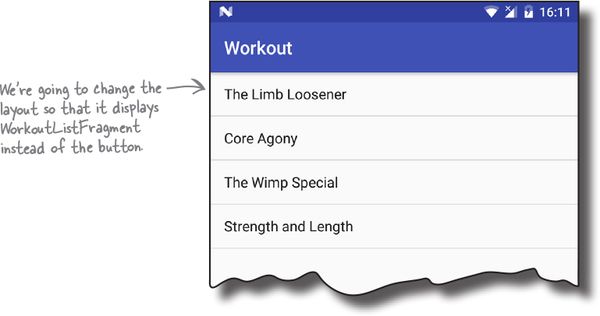 16:11
Workout
We're going to change the
layout so that it displays
WorkoutListFragment
instead of the button.
The Limb Loosener
Core Agony
The Wimp Special
Strength and Length